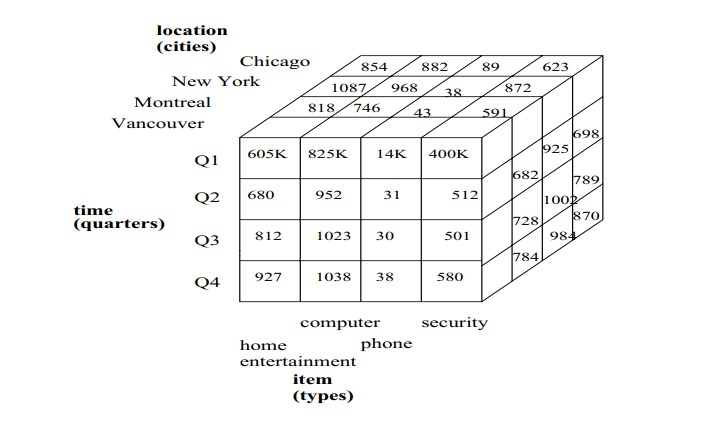 location
(cities)
Chicago 854 882 89 623
New York 1087 968 38 872
Montreal 818 746 43 591
Vancouver
Q1 605K 825K 14K 400K 682 925 698
Q2 680 952 31 512 728 1002 789
time
(quarters)
Q3 812 1023 30 501 784 984 870
Q4 927 1038 38 580
computer security
home phone
entertainment
item
(types)